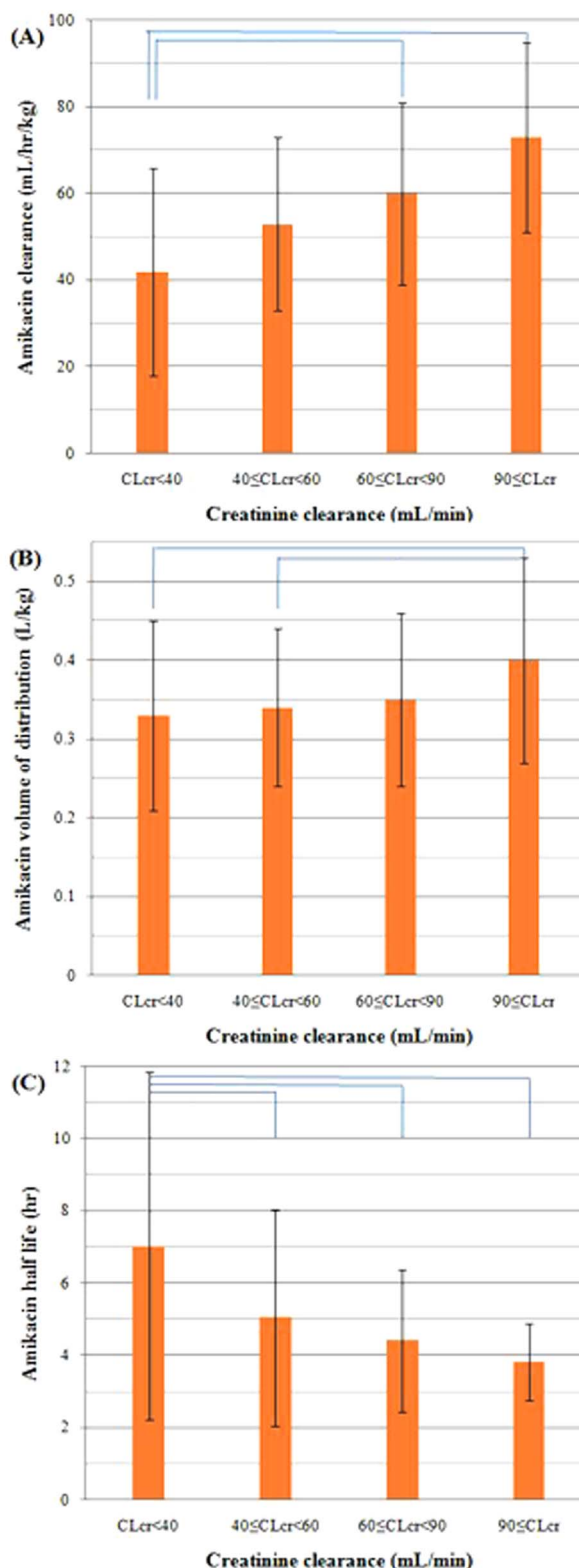 (A)
Amikacin clearance (mL/hr/kg)
100
80
60
40
20
0
CLcr<40 40≤CLcr<60 60≤CLcr<90 90≤CLcr
Creatinine clearance (mL/min)
(B)
Amikacin volume of distribution (L/kg)
0.5
0.4
0.3
0.2
0.1
0
CLcr<40 40≤CLcr<60 60≤CLcr<90 90≤CLcr
Creatinine clearance (mL/min)
(C)
Amikacin half life (hr)
12
10
8
6
4
2
0
CLcr<40 40≤CLcr<60 60≤CLcr<90 90≤CLcr
Creatinine clearance (mL/min)